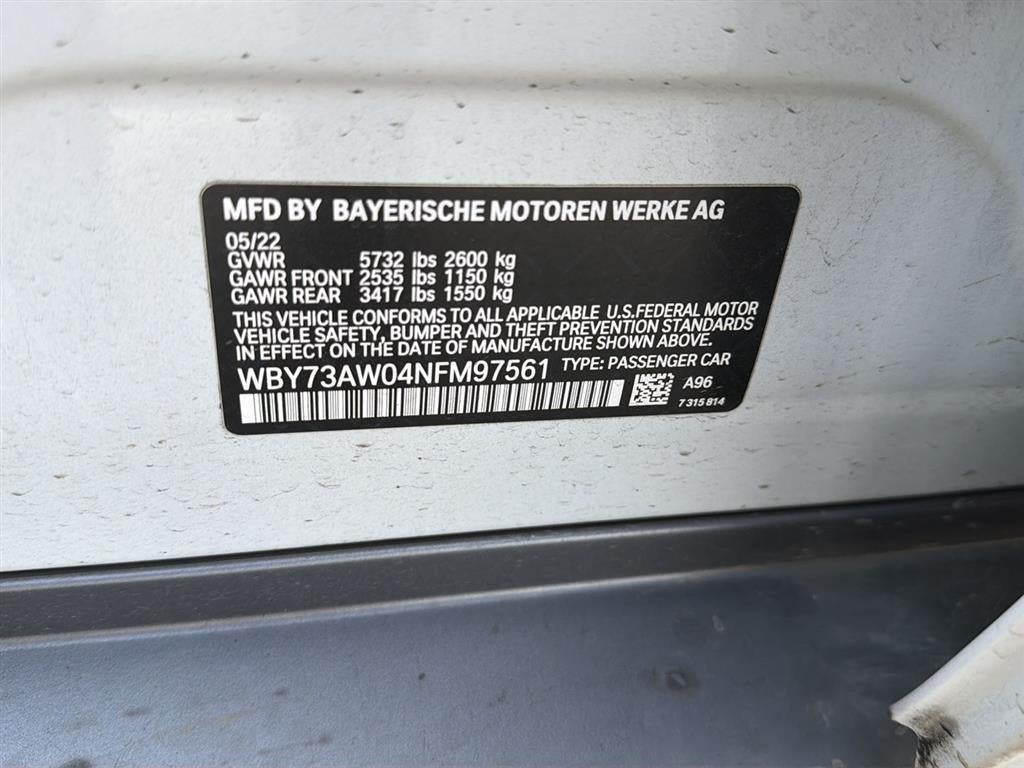 MFD BY BAYERISCHE MOTOREN WERKE AG
05/22
GVWR 5732 lbs 2600 kg
GAWR FRONT 2535 lbs 1150 kg
GAWR REAR 3417 lbs 1550 kg
THIS VEHICLE CONFORMS TO ALL APPLICABLE U.S.FEDERAL MOTOR
VEHICLE SAFETY, BUMPER AND THEFT PREVENTION STANDARDS
IN EFFECT ON THE DATE OF MANUFACTURE SHOWN ABOVE.
WBY73AW04NFM97561 TYPE: PASSENGER CAR
A96
7 315 814